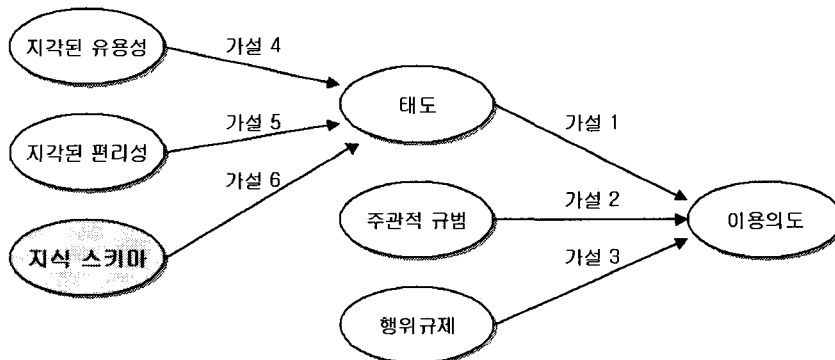 지각된 유용성
가설 4
태도
지각된 편리성
가설 5
가설 1
가설 6
가설 2
지식 스키마
주관적 규범
이용의도
가설 3
행위규제